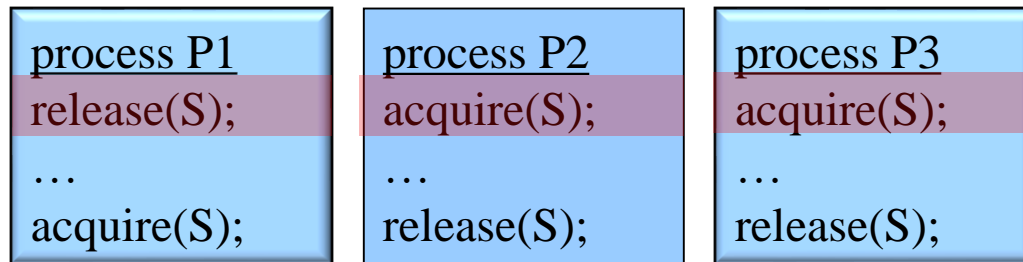 process P1
release(S);
…
acquire(S);
process P2
acquire(S);
…
release(S);
process P3
acquire(S);
…
release(S);